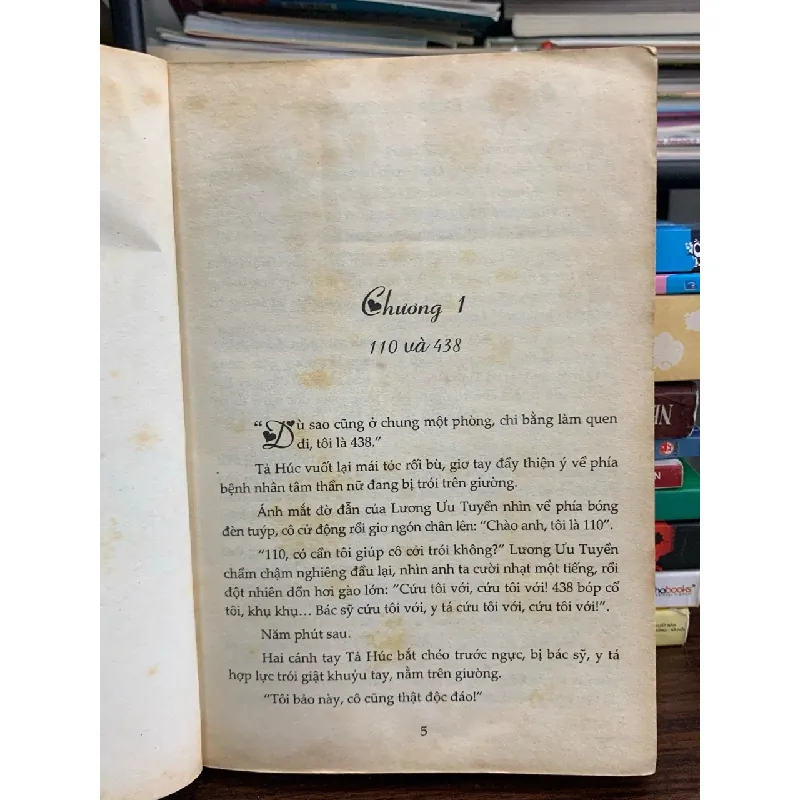 Chương 1
110 và 438
"Dù sao cũng ở chung một phòng, chi bằng làm quen
đi, tôi là 438."
Tả Húc vuốt lại mái tóc rối bù, giơ tay đầy thiện ý về phía
bệnh nhân tâm thần nữ đang bị trói trên giường.
Ánh mắt đờ đẫn của Lương Ưu Tuyền nhìn về phía bóng
đèn tuýp, cô cử động rồi giơ ngón chân lên: "Chào anh, tôi là 110".
"110, có cần tôi giúp cô cởi trói không?" Lương Ưu Tuyền
chầm chậm nghiêng đầu lại, nhìn anh ta cười nhạt một tiếng, rồi
đột nhiên dồn hơi gào lớn: "Cứu tôi với, cứu tôi với! 438 bóp cổ
tôi, khụ khụ... Bác sỹ cứu tôi với, y tá cứu tôi với, cứu tôi với!".
Năm phút sau.
Hai cánh tay Tả Húc bắt chéo trước ngực, bị bác sỹ, y tá
hợp lực trói giật khuỷu tay, nằm trên giường.
"Tôi bảo này, cô cũng thật độc đáo!"
5